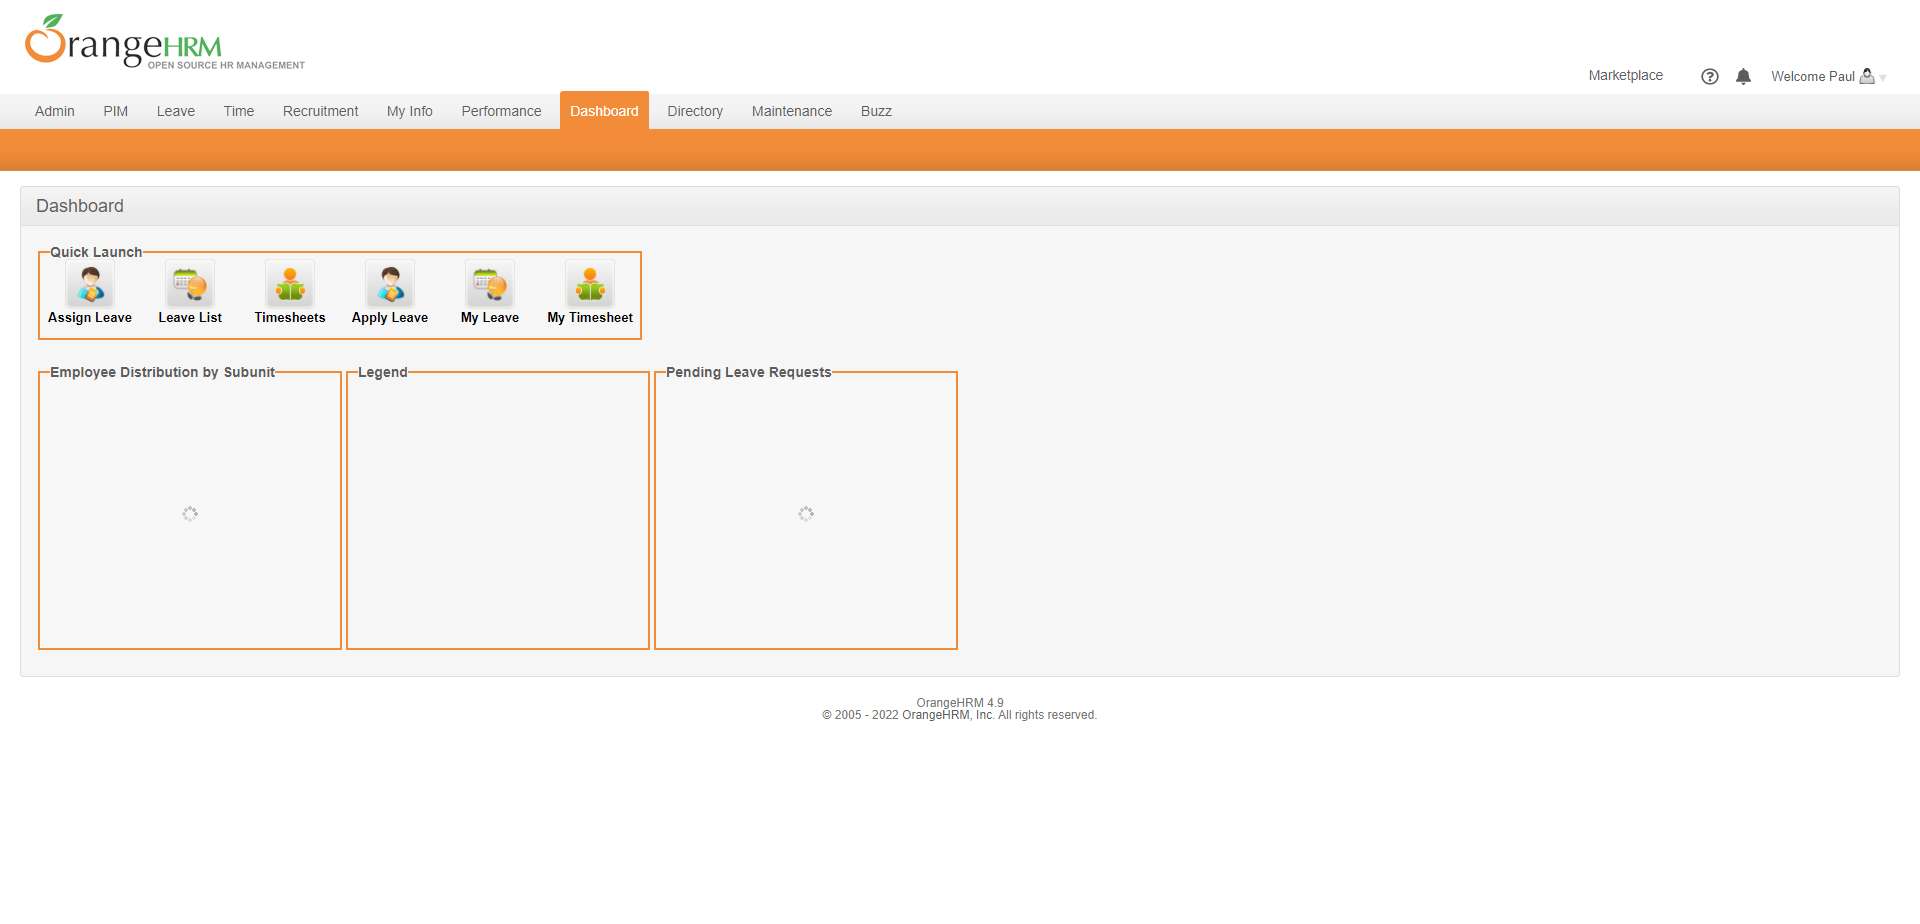 OrangeHRM
OPEN SOURCE HR MANAGEMENT
Marketplace
Welcome Paul
Admin PIM Leave Time Recruitment My Info Performance Dashboard Directory Maintenance Buzz
Dashboard
Quick Launch
Assign Leave Leave List Timesheets Apply Leave My Leave My Timesheet
Employee Distribution by Subunit Legend Pending Leave Requests
OrangeHRM 4.9
© 2005 - 2022 OrangeHRM, Inc. All rights reserved.